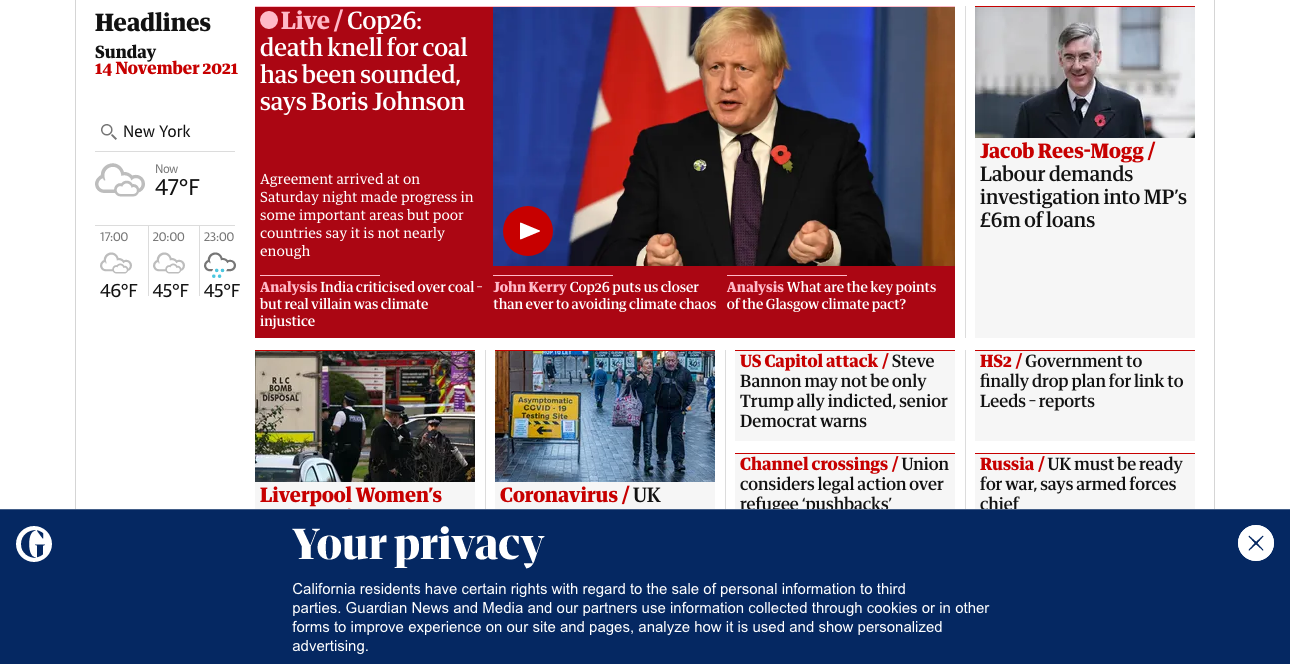 Headlines
Sunday
14 November 2021
New York
Now
47°F
17:00
20:00
23:00
46°F
45°F
45°F
Live / Cop26:
death knell for coal
has been sounded,
says Boris Johnson
Agreement arrived at on
Saturday night made progress in
some important areas but poor
countries say it is not nearly
enough
Analysis India criticised over coal –
but real villain was climate
injustice
John Kerry Cop26 puts us closer
than ever to avoiding climate chaos
Analysis What are the key points
of the Glasgow climate pact?
Jacob Rees-Mogg /
Labour demands
investigation into MP’s
£6m of loans
RLC
BOMB
DISPOSAL
Liverpool Women’s
Asymptomatic
COVID - 19
Testing Site
Coronavirus / UK
US Capitol attack / Steve
Bannon may not be only
Trump ally indicted, senior
Democrat warns
HS2 / Government to
finally drop plan for link to
Leeds – reports
Channel crossings / Union
considers legal action over
refugee ‘pushbacks’
Russia / UK must be ready
for war, says armed forces
chief
Your privacy
California residents have certain rights with regard to the sale of personal information to third
parties. Guardian News and Media and our partners use information collected through cookies or in other
forms to improve experience on our site and pages, analyze how it is used and show personalized
advertising.